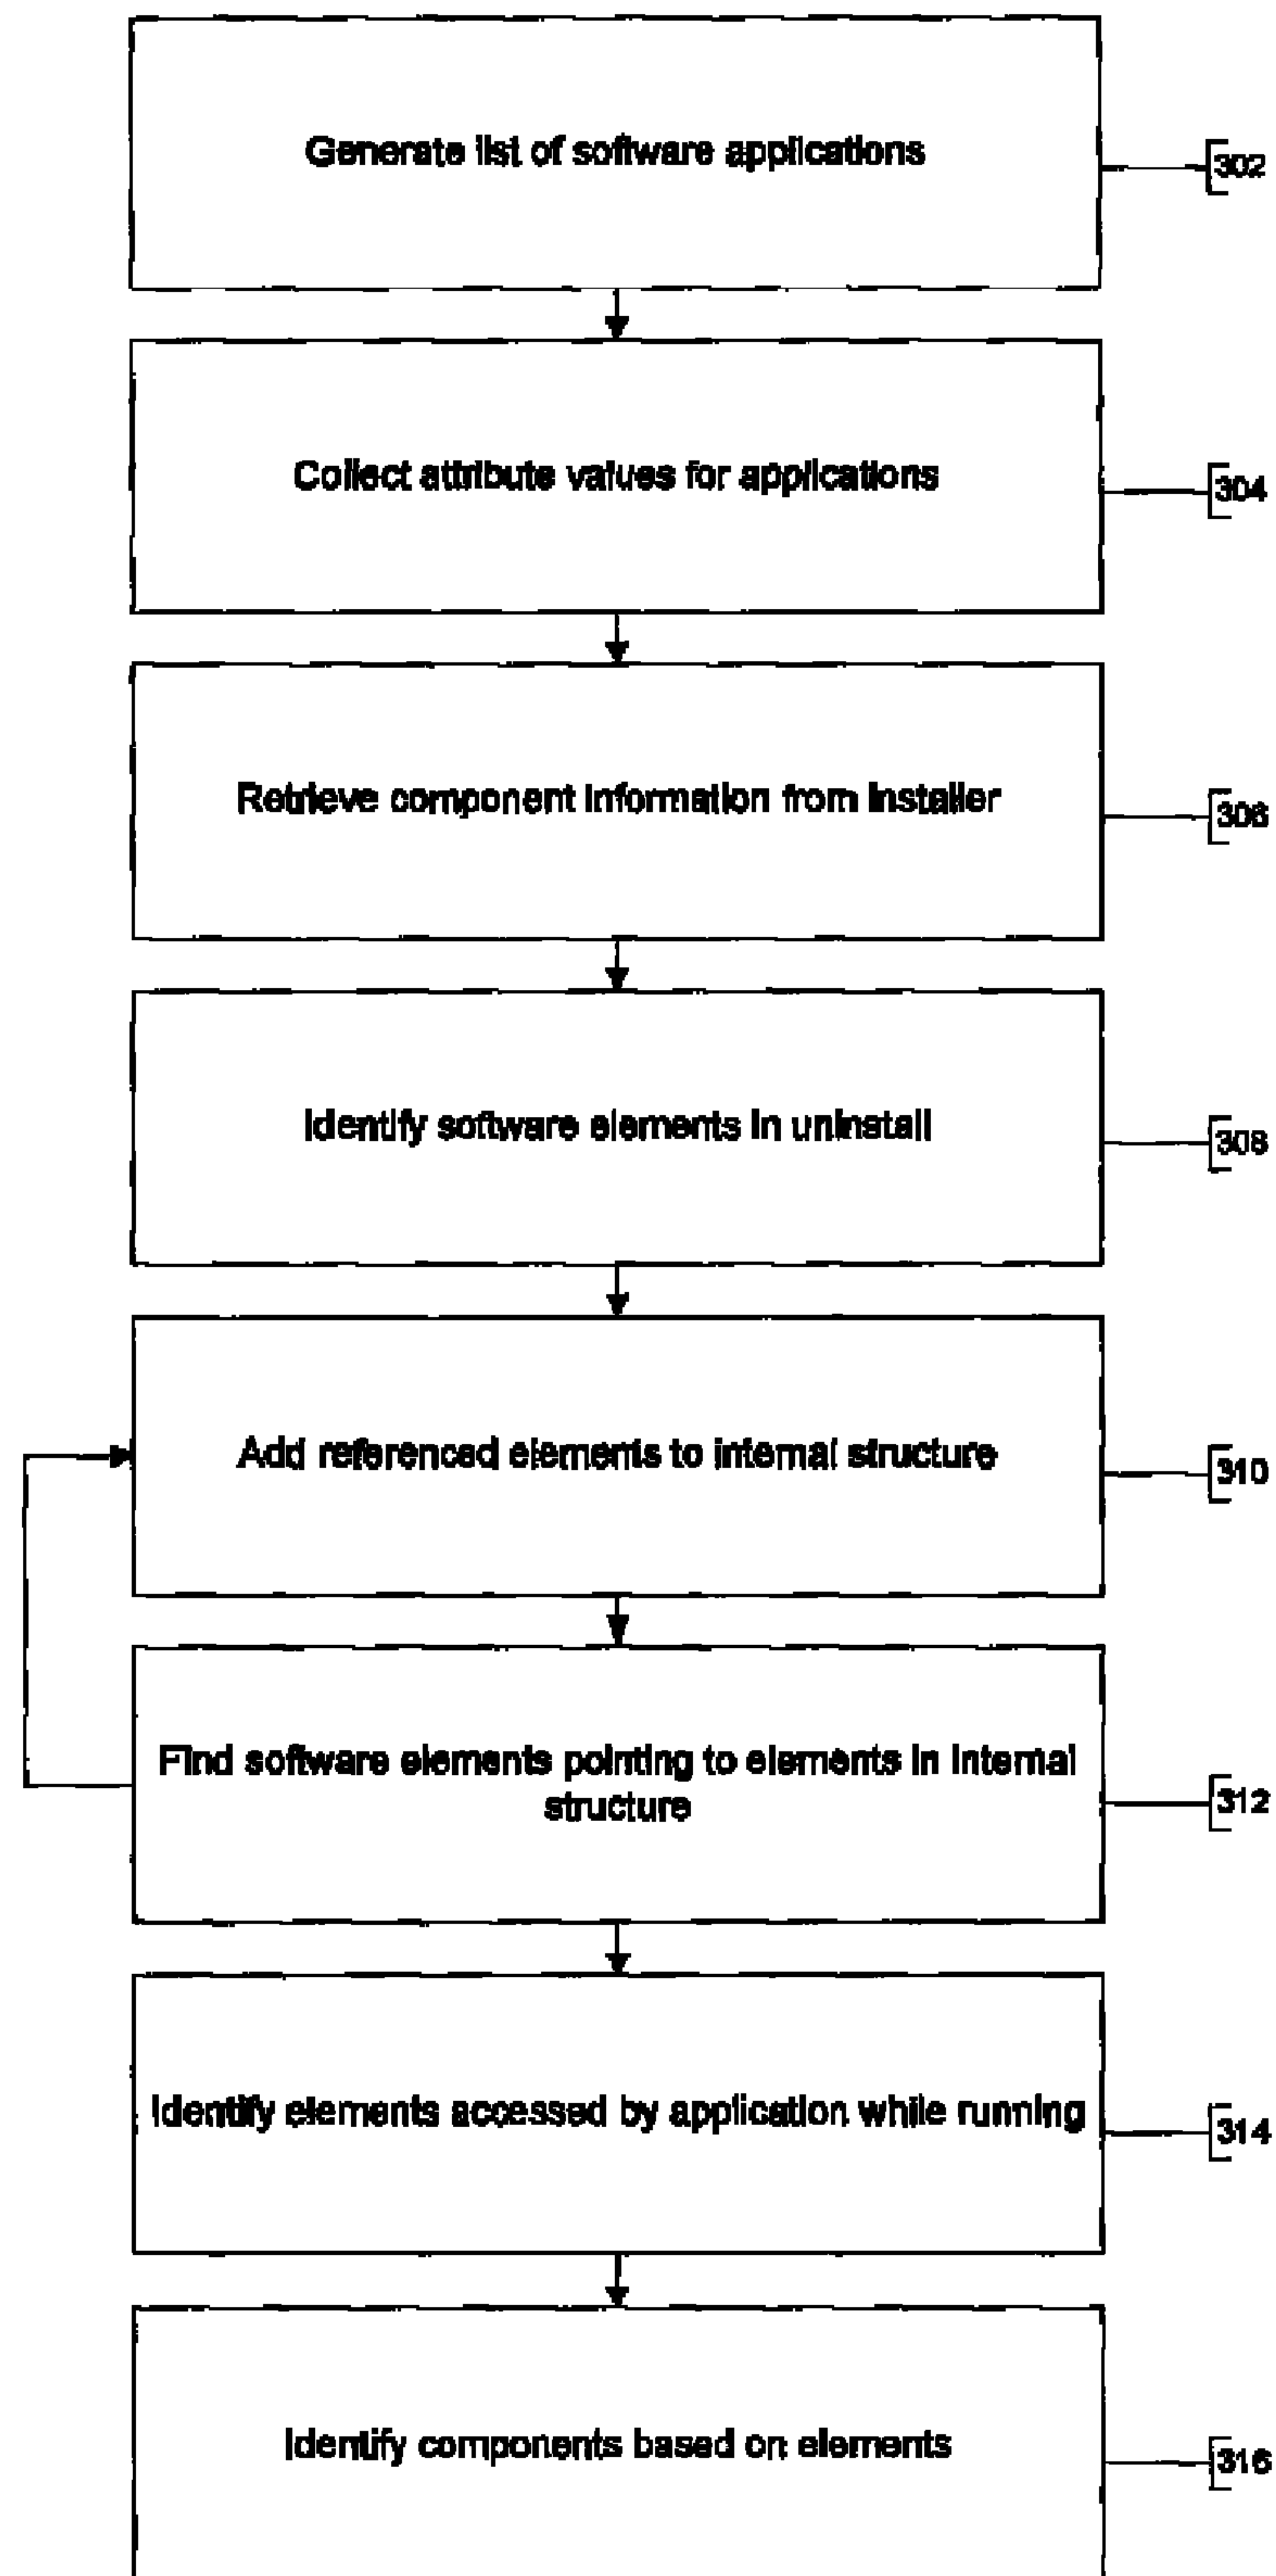 Generate list of software applications
302
Collect attribute values for applications
304
Retrieve component information from installer
306
Identify software elements in uninstall
308
Add referenced elements to internal structure
310
Find software elements pointing to elements in internal
structure
312
Identify elements accessed by application while running
314
Identify components based on elements
316